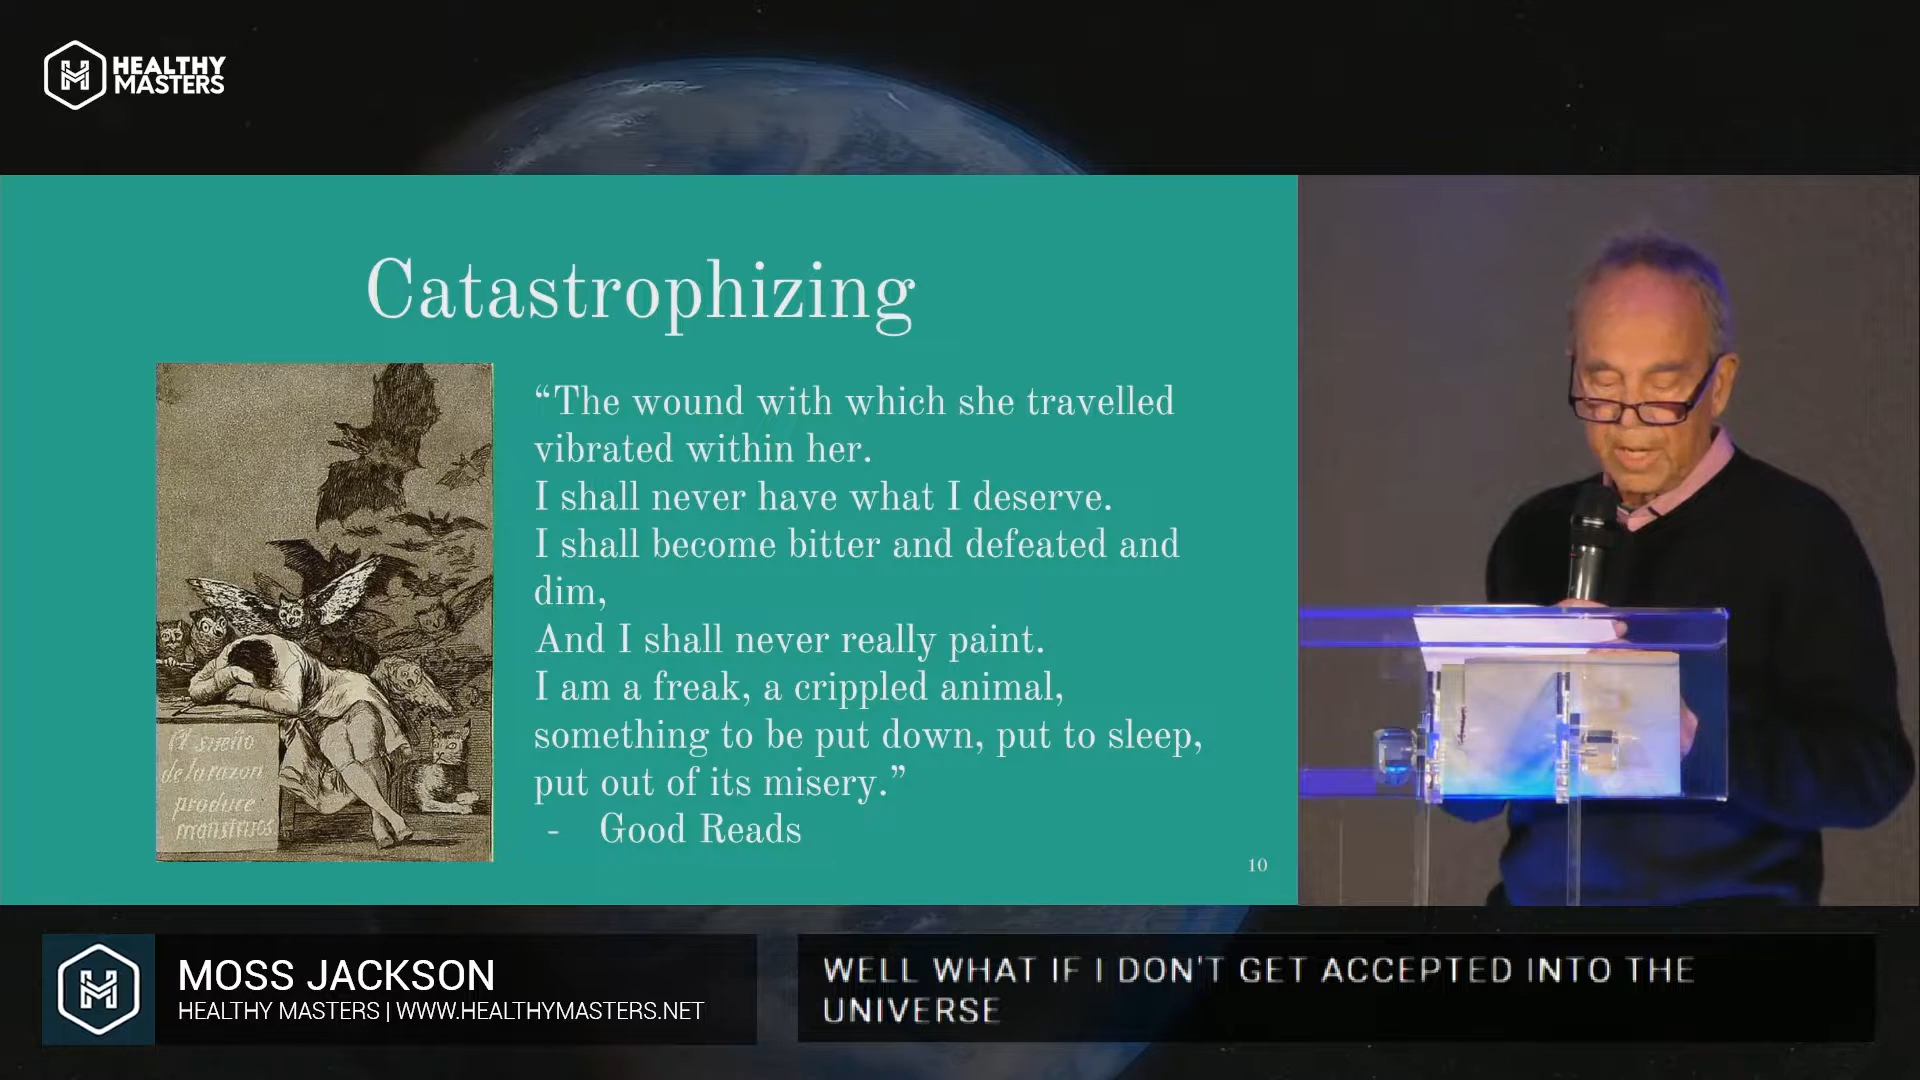 HEALTHY
MASTERS
Catastrophizing
“The wound with which she travelled
vibrated within her.
I shall never have what I deserve.
I shall become bitter and defeated and
dim,
And I shall never really paint.
I am a freak, a crippled animal,
something to be put down, put to sleep,
put out of its misery.”
- Good Reads
El sueño
de la razon
produce
monstruos.
10
MOSS JACKSON
HEALTHY MASTERS | WWW.HEALTHYMASTERS.NET
WELL WHAT IF I DON'T GET ACCEPTED INTO THE
UNIVERSE